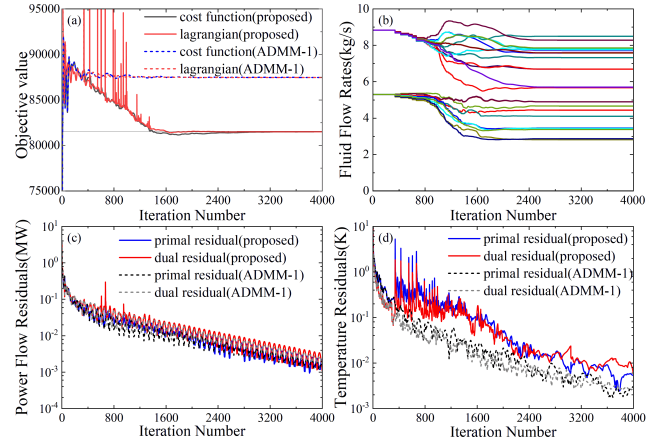 (a)
cost function(proposed)
lagrangian(proposed)
cost function(ADMM-1)
lagrangian(ADMM-1)
95000
90000
85000
80000
75000
Objective value
0 800 1600 2400 3200 4000
Iteration Number
(b)
10
8
6
4
2
0
Fluid Flow Rates(kg/s)
0 800 1600 2400 3200 4000
Iteration Number
(c)
primal residual(proposed)
dual residual(proposed)
primal residual(ADMM-1)
dual residual(ADMM-1)
10^1
10^0
10^-1
10^-2
10^-3
10^-4
Power Flow Residuals(MW)
0 800 1600 2400 3200 4000
Iteration Number
(d)
primal residual(proposed)
dual residual(proposed)
primal residual(ADMM-1)
dual residual(ADMM-1)
10^1
10^0
10^-1
10^-2
10^-3
Temperature Residuals(K)
0 800 1600 2400 3200 4000
Iteration Number